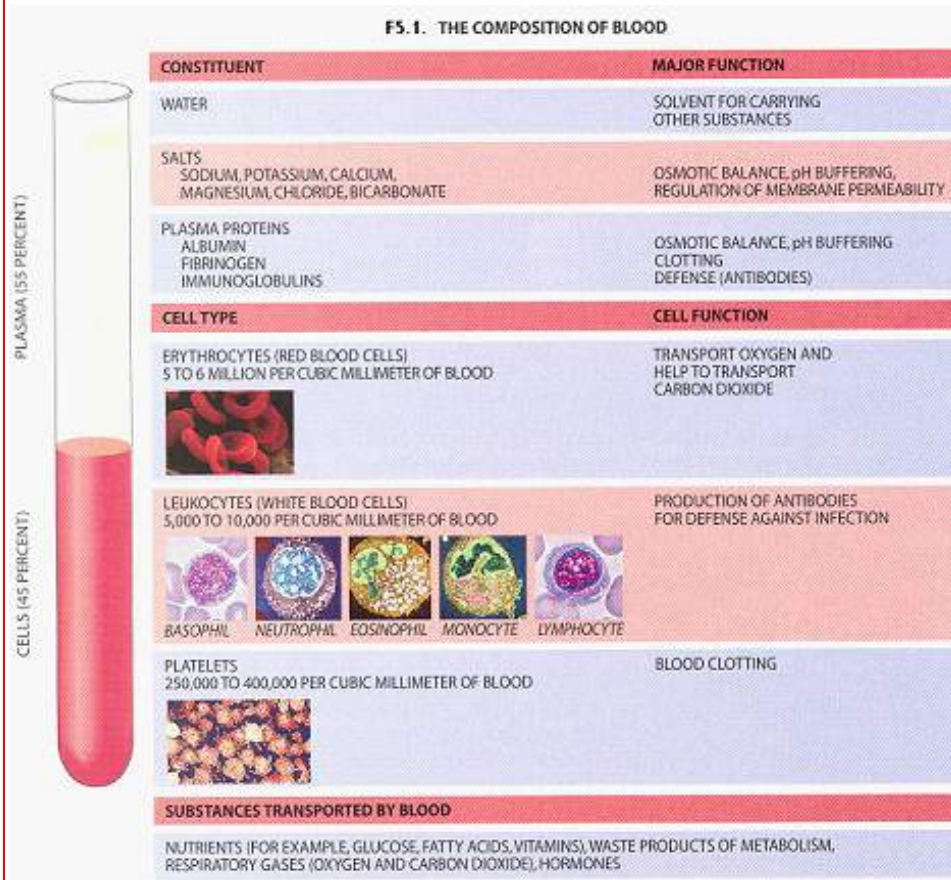 F5.1. THE COMPOSITION OF BLOOD
CONSTITUENT
MAJOR FUNCTION
WATER
SOLVENT FOR CARRYING
OTHER SUBSTANCES
SALTS
SODIUM, POTASSIUM, CALCIUM,
MAGNESIUM, CHLORIDE, BICARBONATE
OSMOTIC BALANCE, pH BUFFERING,
REGULATION OF MEMBRANE PERMEABILITY
PLASMA PROTEINS
ALBUMIN
FIBRINOGEN
IMMUNOGLOBULINS
OSMOTIC BALANCE, pH BUFFERING
CLOTTING
DEFENSE (ANTIBODIES)
PLASMA (55 PERCENT)
CELL TYPE
CELL FUNCTION
ERYTHROCYTES (RED BLOOD CELLS)
5 TO 6 MILLION PER CUBIC MILLIMETER OF BLOOD
TRANSPORT OXYGEN AND
HELP TO TRANSPORT
CARBON DIOXIDE
LEUKOCYTES (WHITE BLOOD CELLS)
5,000 TO 10,000 PER CUBIC MILLIMETER OF BLOOD
PRODUCTION OF ANTIBODIES
FOR DEFENSE AGAINST INFECTION
BASOPHIL NEUTROPHIL EOSINOPHIL MONOCYTE LYMPHOCYTE
CELLS (45 PERCENT)
PLATELETS
250,000 TO 400,000 PER CUBIC MILLIMETER OF BLOOD
BLOOD CLOTTING
SUBSTANCES TRANSPORTED BY BLOOD
NUTRIENTS (FOR EXAMPLE, GLUCOSE, FATTY ACIDS, VITAMINS), WASTE PRODUCTS OF METABOLISM,
RESPIRATORY GASES (OXYGEN AND CARBON DIOXIDE), HORMONES